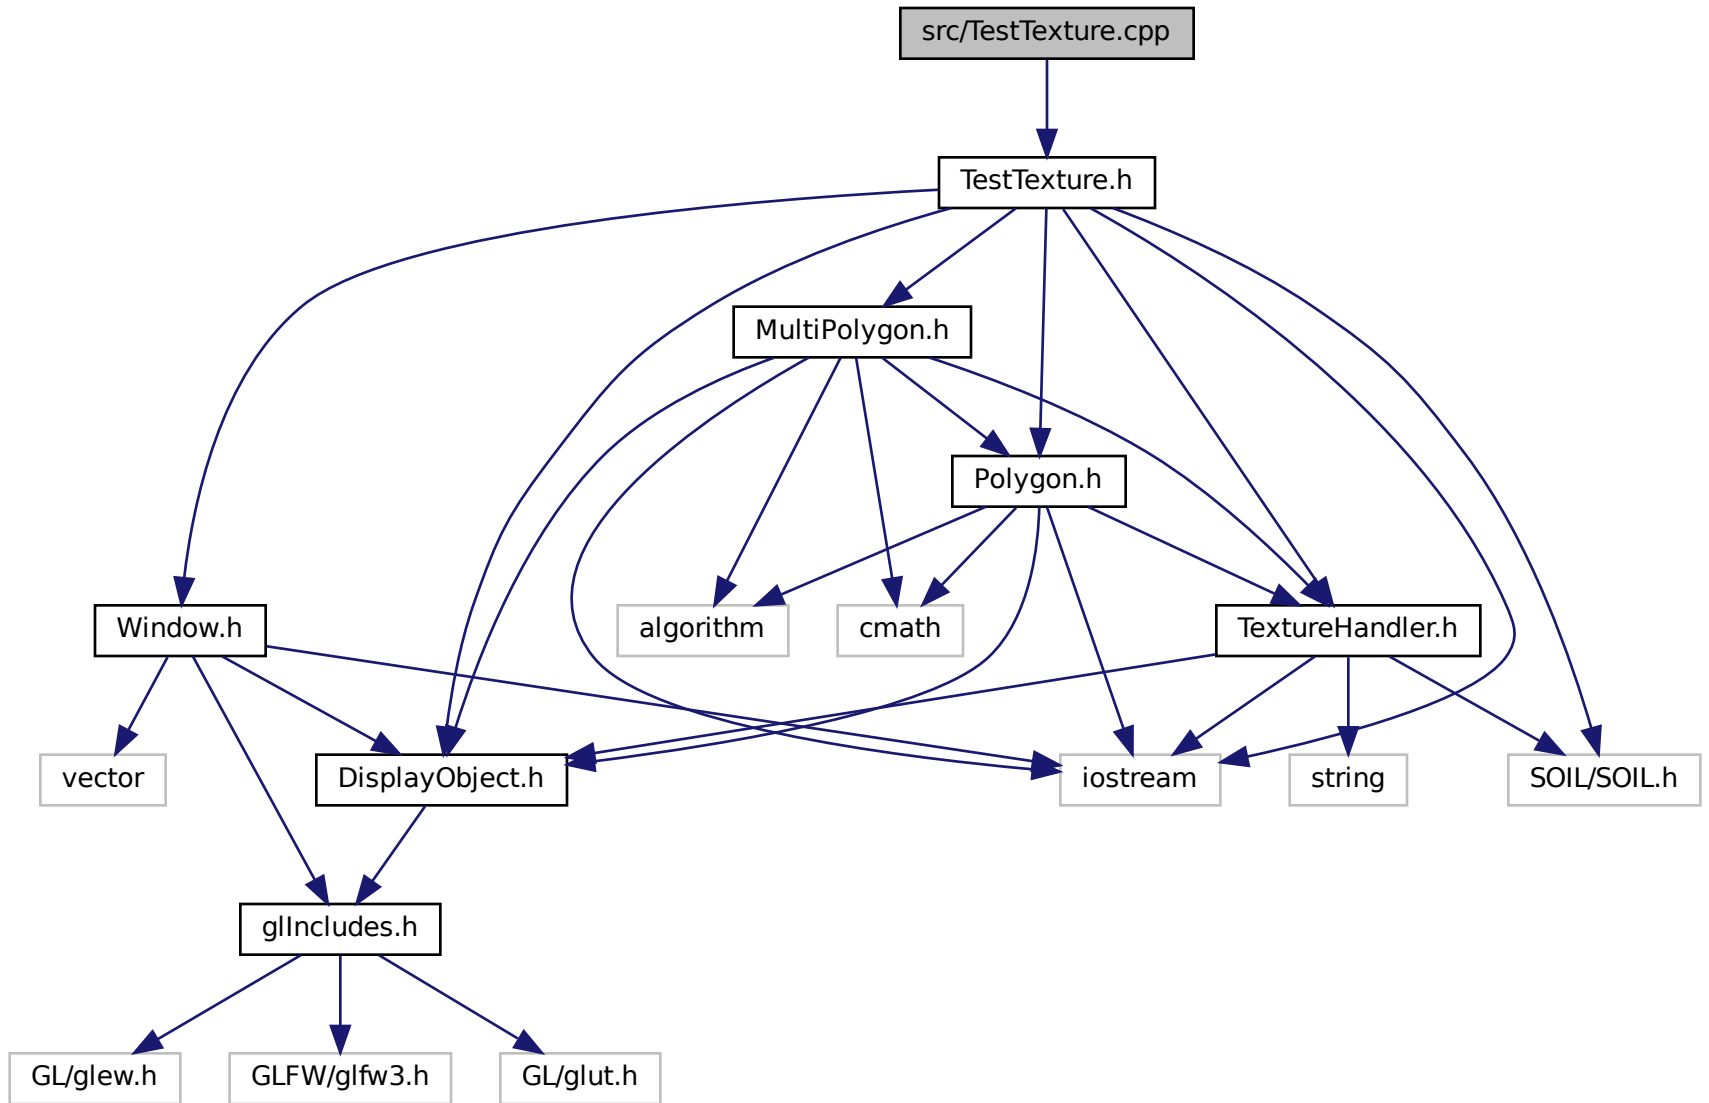 src/TestTexture.cpp
TestTexture.h
MultiPolygon.h
Polygon.h
Window.h
algorithm
cmath
TextureHandler.h
vector
DisplayObject.h
iostream
string
SOIL/SOIL.h
glIncludes.h
GL/glew.h
GLFW/glfw3.h
GL/glut.h